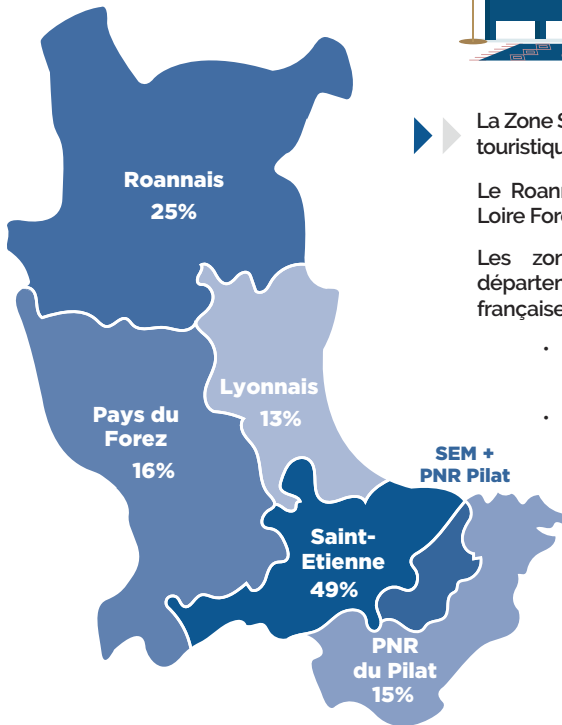 La Zone
touristiqu
Le Roann
Loire For
Les zon
départe
française
Roannais
25%
Lyonnais
13%
Pays du
Forez
16%
SEM +
PNR Pilat
Saint-
Etienne
49%
PNR
du Pilat
15%